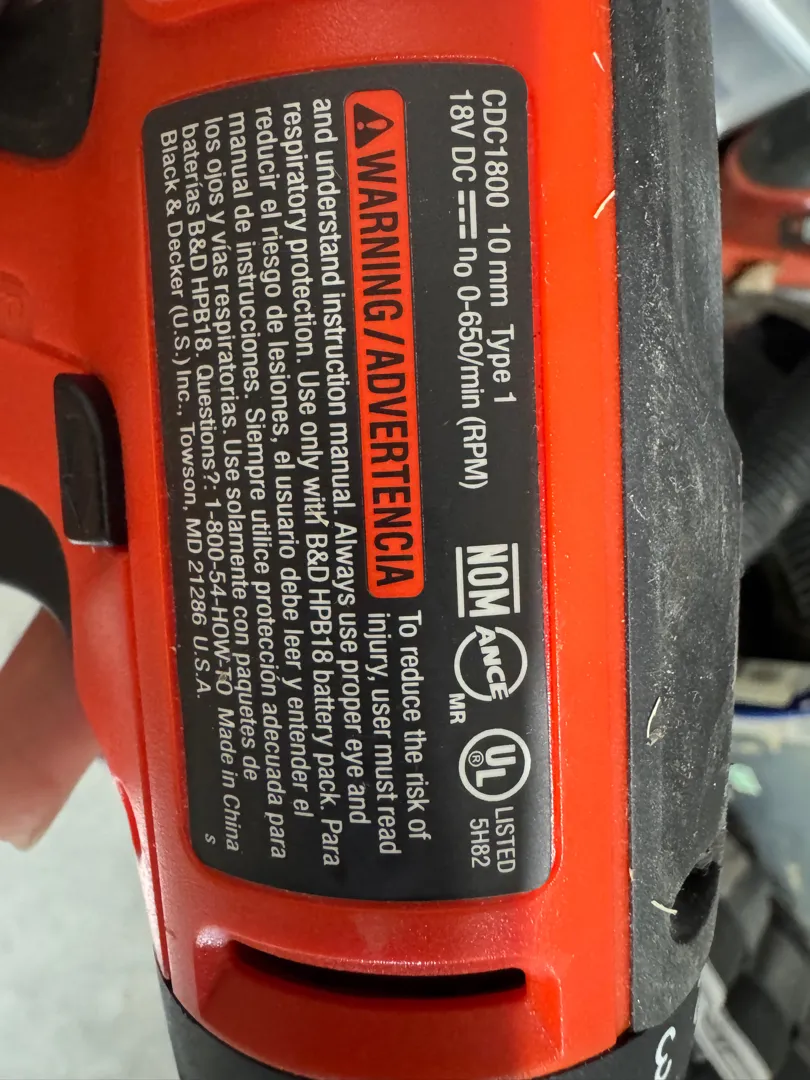 CDC1800 10 mm Type 1
18V DC ⎓ no 0-650/min (RPM)
NOM
ANCE
MR
UL
®
LISTED
5H82
⚠WARNING/ADVERTENCIA To reduce the risk of
injury, user must read
and understand instruction manual. Always use proper eye and
respiratory protection. Use only with B&D HPB18 battery pack. Para
reducir el riesgo de lesiones, el usuario debe leer y entender el
manual de instrucciones. Siempre utilice protección adecuada para
los ojos y vías respiratorias. Use solamente con paquetes de
baterías B&D HPB18. Questions?: 1-800-54-HOW-TO Made in China
Black & Decker (U.S.) Inc., Towson, MD 21286 U.S.A.
s
3